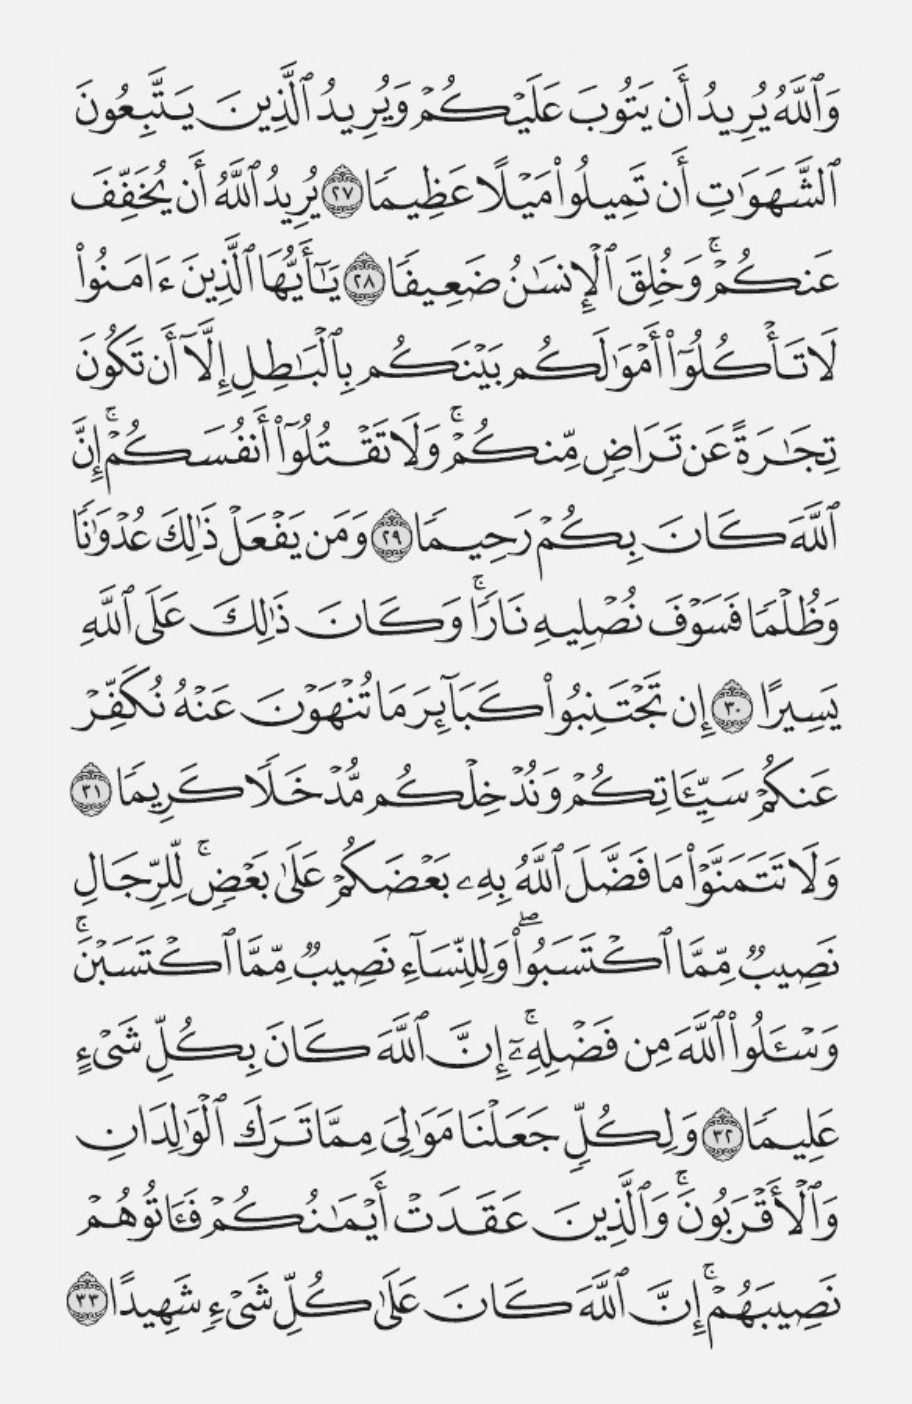 وَٱللَّهُ يُرِيدُ أَن يَتُوبَ عَلَيۡكُمۡ وَيُرِيدُ ٱلَّذِينَ يَتَّبِعُونَ
ٱلشَّهَوَٰتِ أَن تَمِيلُواْ مَيۡلًا عَظِيمٗا ٢٧ يُرِيدُ ٱللَّهُ أَن يُخَفِّفَ
عَنكُمۡۚ وَخُلِقَ ٱلۡإِنسَٰنُ ضَعِيفٗا ٢٨ يَٰٓأَيُّهَا ٱلَّذِينَ ءَامَنُواْ
لَا تَأۡكُلُوٓاْ أَمۡوَٰلَكُم بَيۡنَكُم بِٱلۡبَٰطِلِ إِلَّآ أَن تَكُونَ
تِجَٰرَةً عَن تَرَاضٖ مِّنكُمۡۚ وَلَا تَقۡتُلُوٓاْ أَنفُسَكُمۡۚ إِنَّ
ٱللَّهَ كَانَ بِكُمۡ رَحِيمٗا ٢٩ وَمَن يَفۡعَلۡ ذَٰلِكَ عُدۡوَٰنٗا
وَظُلۡمٗا فَسَوۡفَ نُصۡلِيهِ نَارٗاۚ وَكَانَ ذَٰلِكَ عَلَى ٱللَّهِ
يَسِيرًا ٣٠ إِن تَجۡتَنِبُواْ كَبَآئِرَ مَا تُنۡهَوۡنَ عَنۡهُ نُكَفِّرۡ
عَنكُمۡ سَيِّـَٔاتِكُمۡ وَنُدۡخِلۡكُم مُّدۡخَلٗا كَرِيمٗا ٣١
وَلَا تَتَمَنَّوۡاْ مَا فَضَّلَ ٱللَّهُ بِهِۦ بَعۡضَكُمۡ عَلَىٰ بَعۡضٖۚ لِّلرِّجَالِ
نَصِيبٞ مِّمَّا ٱكۡتَسَبُواْۖ وَلِلنِّسَآءِ نَصِيبٞ مِّمَّا ٱكۡتَسَبۡنَۚ
وَسۡـَٔلُواْ ٱللَّهَ مِن فَضۡلِهِۦٓۚ إِنَّ ٱللَّهَ كَانَ بِكُلِّ شَيۡءٍ
عَلِيمٗا ٣٢ وَلِكُلّٖ جَعَلۡنَا مَوَٰلِيَ مِمَّا تَرَكَ ٱلۡوَٰلِدَانِ
وَٱلۡأَقۡرَبُونَۚ وَٱلَّذِينَ عَقَدَتۡ أَيۡمَٰنُكُمۡ فَـَٔاتُوهُمۡ
نَصِيبَهُمۡۚ إِنَّ ٱللَّهَ كَانَ عَلَىٰ كُلِّ شَيۡءٖ شَهِيدًا ٣٣